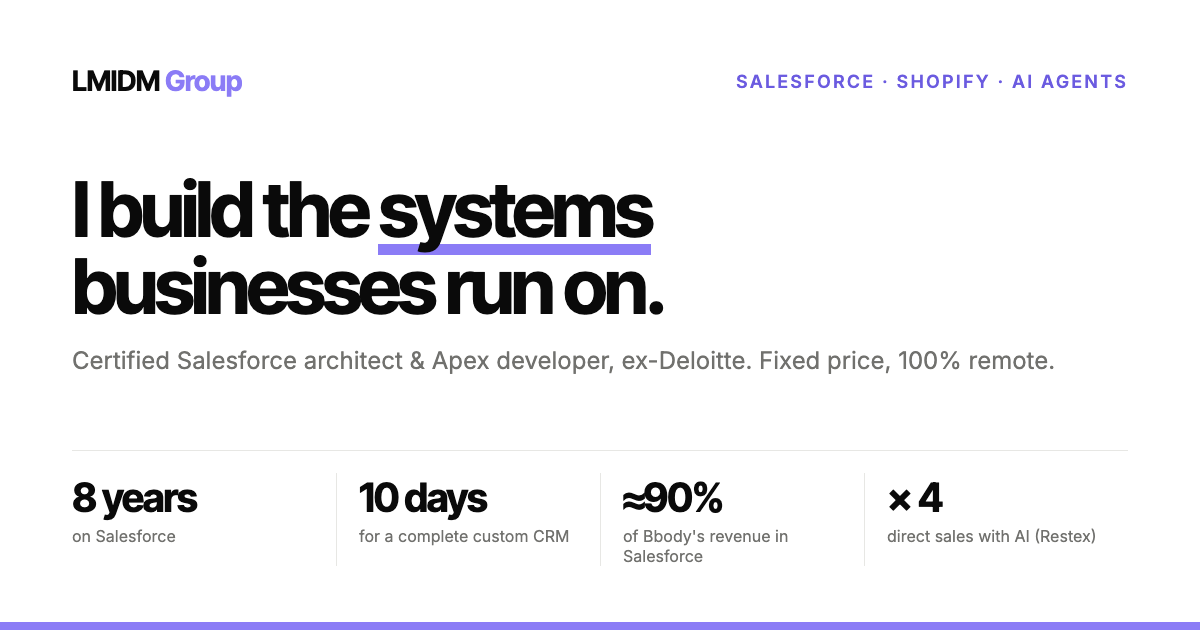 LMIDM Group
SALESFORCE · SHOPIFY · AI AGENTS
I build the systems
businesses run on.
Certified Salesforce architect & Apex developer, ex-Deloitte. Fixed price, 100% remote.
8 years
on Salesforce
10 days
for a complete custom CRM
≈90%
of Bbody's revenue in
Salesforce
× 4
direct sales with AI (Restex)